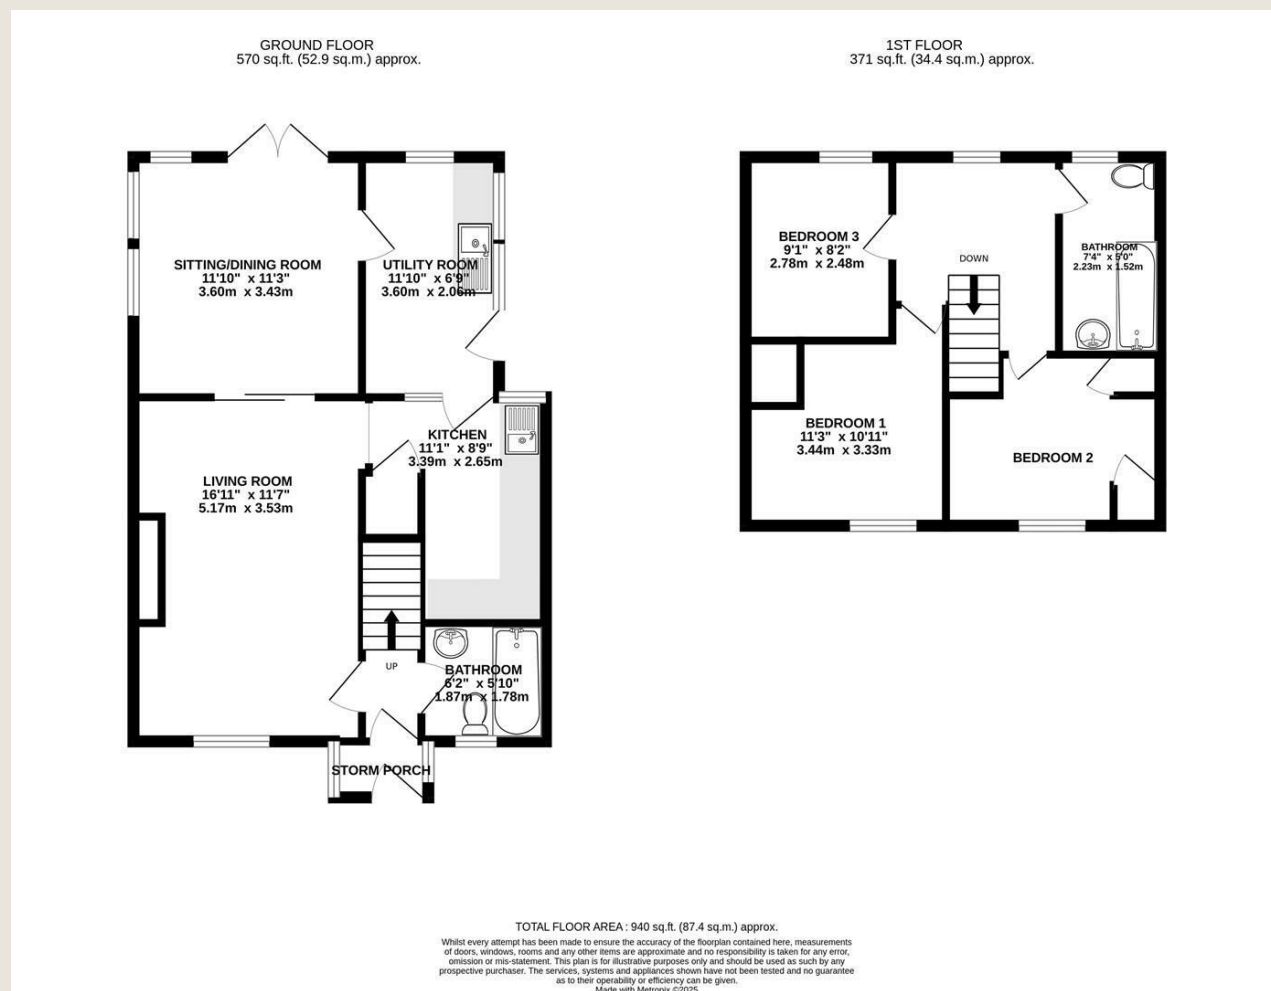 GROUND FLOOR
570 sq.ft. (52.9 sq.m.) approx.
1ST FLOOR
371 sq.ft. (34.4 sq.m.) approx.
SITTING/DINING ROOM
11'10" x 11'3"
3.60m x 3.43m
UTILITY ROOM
11'10" x 6'9"
3.60m x 2.06m
KITCHEN
11'1" x 8'9"
3.39m x 2.65m
LIVING ROOM
16'11" x 11'7"
5.17m x 3.53m
UP
BATHROOM
6'2" x 5'10"
1.87m x 1.78m
STORM PORCH
BEDROOM 3
9'1" x 8'2"
2.78m x 2.48m
DOWN
BATHROOM
7'4" x 5'0"
2.23m x 1.52m
BEDROOM 1
11'3" x 10'11"
3.44m x 3.33m
BEDROOM 2
TOTAL FLOOR AREA : 940 sq.ft. (87.4 sq.m.) approx.
Whilst every attempt has been made to ensure the accuracy of the floorplan contained here, measurements
of doors, windows, rooms and any other items are approximate and no responsibility is taken for any error,
omission or mis-statement. This plan is for illustrative purposes only and should be used as such by any
prospective purchaser. The services, systems and appliances shown have not been tested and no guarantee
as to their operability or efficiency can be given.
Made with Metropix ©2025